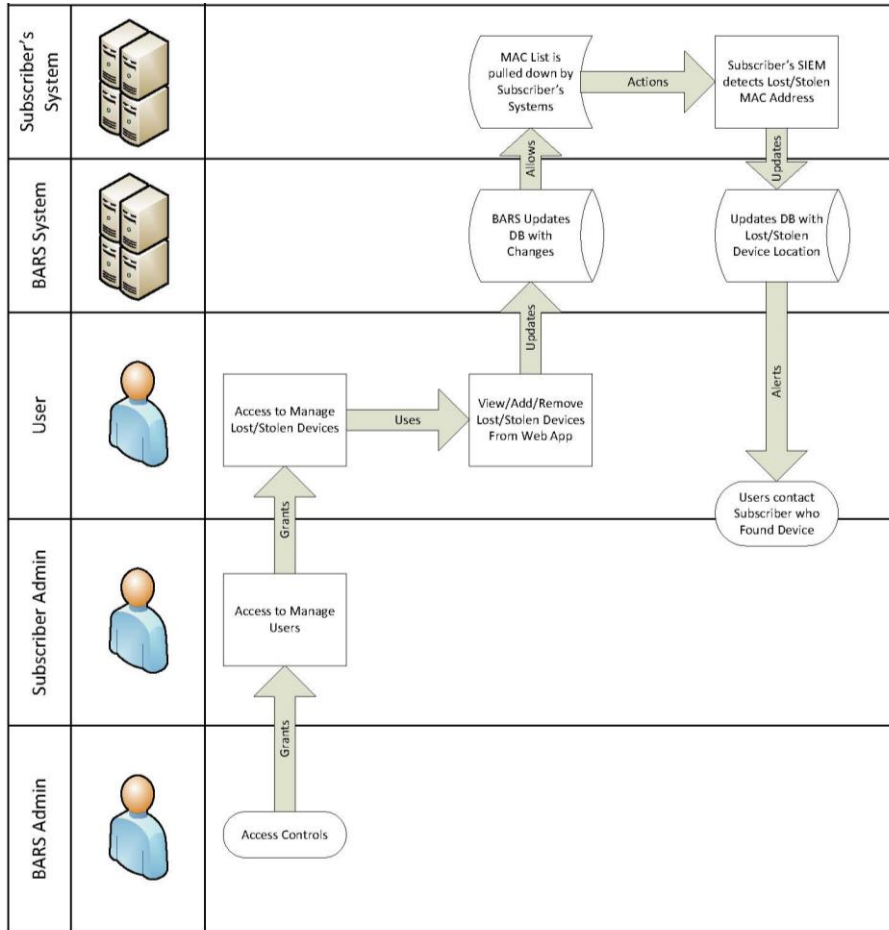 Subscriber's
System
MAC List is
pulled down by
Subscriber's
Systems
Actions
Subscriber's SIEM
detects Lost/Stolen
MAC Address
Allows
Updates
BARS System
BARS Updates
DB with
Changes
Updates DB with
Lost/Stolen
Device Location
Updates
Alerts
User
Access to Manage
Lost/Stolen Devices
Uses
View/Add/Remove
Lost/Stolen Devices
From Web App
Users contact
Subscriber who
Found Device
Grants
Subscriber Admin
Access to Manage
Users
Grants
BARS Admin
Access Controls